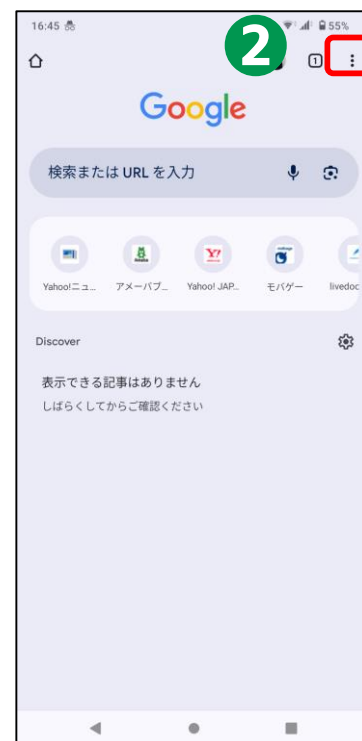 16:45 55%
2
1
Google
検索または URL を入力
Yahoo!ニュ... アメーバブ... Yahoo! JAP... モバゲー livedoc
Discover
表示できる記事はありません
しばらくしてからご確認ください